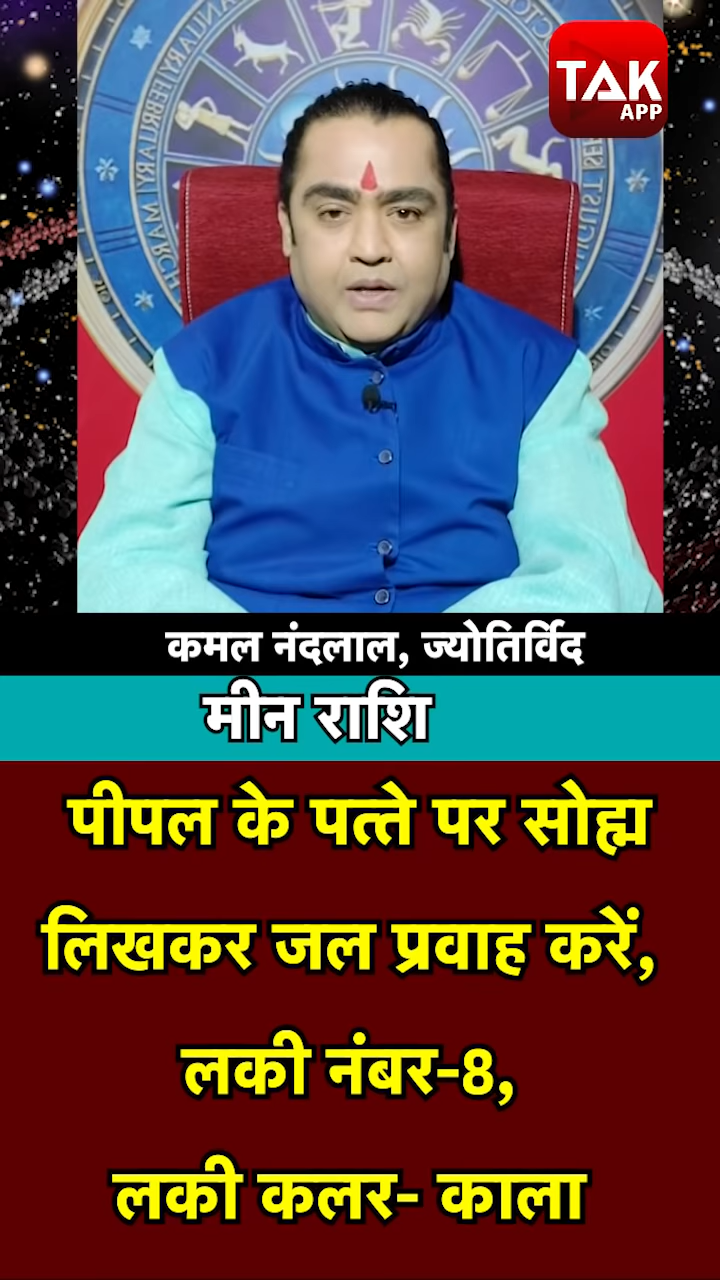 TAK
APP
कमल नंदलाल, ज्योतिर्विद
मीन राशि
पीपल के पत्ते पर सोह्म
लिखकर जल प्रवाह करें,
लकी नंबर-8,
लकी कलर- काला